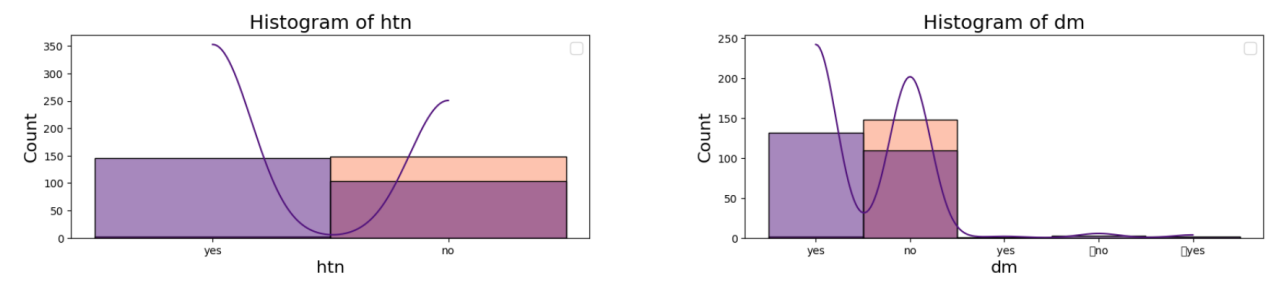 Histogram of htn
350
300
250
200
150
100
50
0
Count
yes no
htn
Histogram of dm
250
200
150
100
50
0
Count
yes no yes no yes
dm